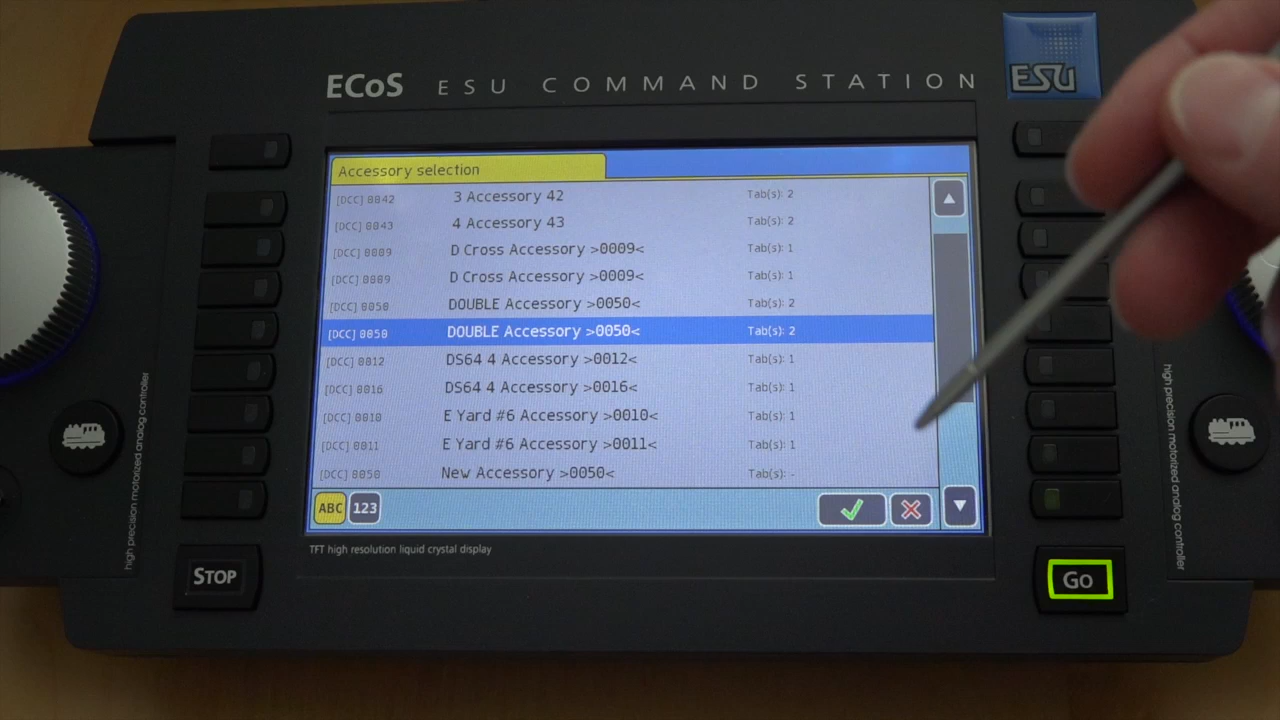 ECoS ESU COMMAND STATION
ESU
Accessory selection
[DCC] 0042 3 Accessory 42 Tab(s): 2
[DCC] 0043 4 Accessory 43 Tab(s): 2
[DCC] 0009 D Cross Accessory >0009< Tab(s): 1
[DCC] 0009 D Cross Accessory >0009< Tab(s): 1
[DCC] 0050 DOUBLE Accessory >0050< Tab(s): 2
[DCC] 0050 DOUBLE Accessory >0050< Tab(s): 2
[DCC] 0012 DS64 4 Accessory >0012< Tab(s): 1
[DCC] 0016 DS64 4 Accessory >0016< Tab(s): 1
[DCC] 0010 E Yard #6 Accessory >0010< Tab(s): 1
[DCC] 0011 E Yard #6 Accessory >0011< Tab(s): 1
[DCC] 0050 New Accessory >0050< Tab(s): -
ABC 123
TFT high resolution liquid crystal display
STOP
GO
high precision motorized analog controller
high precision motorized analog controller